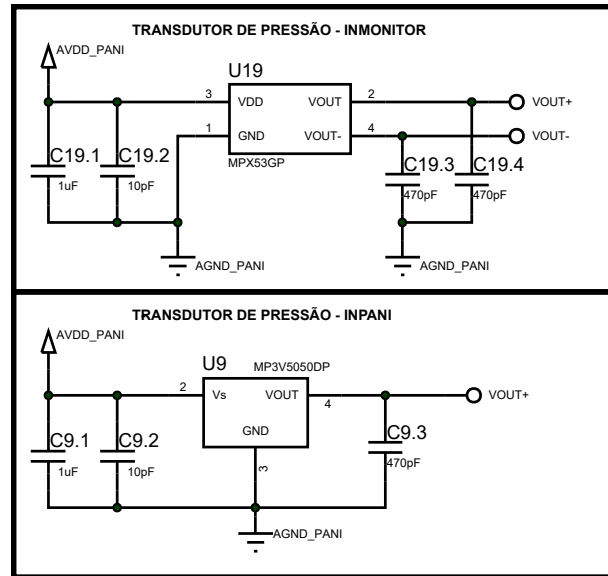 TRANSDUTOR DE PRESSÃO - INMONITOR
AVDD_PANI
U19
3 VDD VOUT 2 VOUT+
1 GND VOUT- 4 VOUT-
MPX53GP
C19.1 C19.2 C19.3 C19.4
1uF 10pF 470pF 470pF
AGND_PANI AGND_PANI
TRANSDUTOR DE PRESSÃO - INPANI
AVDD_PANI
U9 MP3V5050DP
2 Vs VOUT 4 VOUT+
GND
3
C9.1 C9.2 C9.3
1uF 10pF 470pF
AGND_PANI